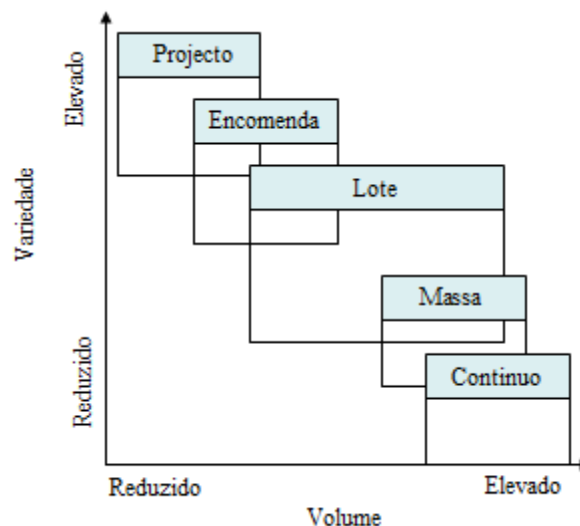 Projecto
Elevado
Encomenda
Variedade
Lote
Massa
Reduzido
Continuo
Reduzido
Elevado
Volume